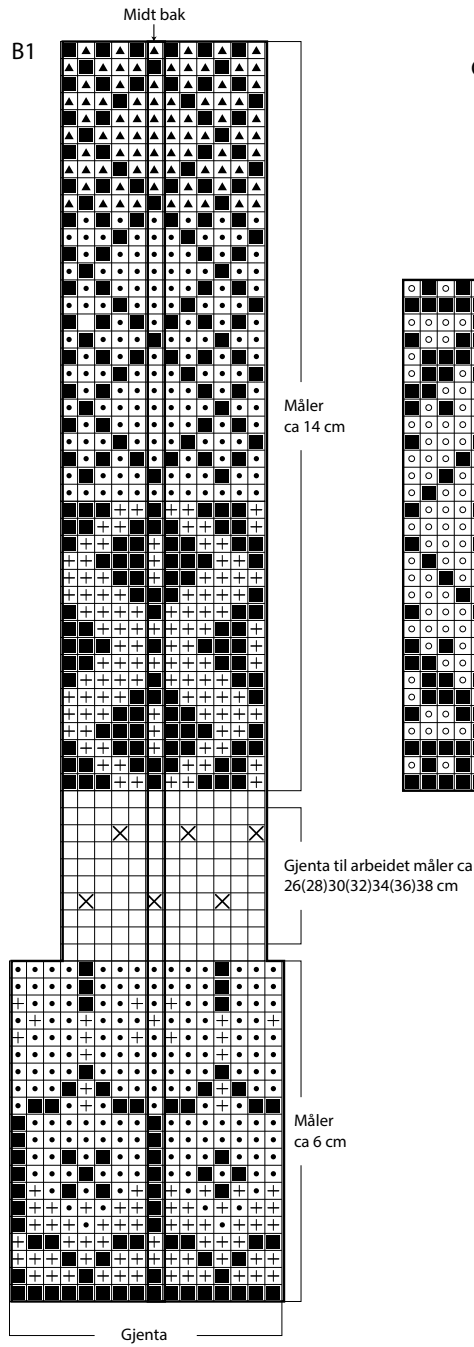 Midt bak
B1
Måler
ca 14 cm
Gjenta til arbeidet måler ca
26(28)30(32)34(36)38 cm
Måler
ca 6 cm
Gjenta